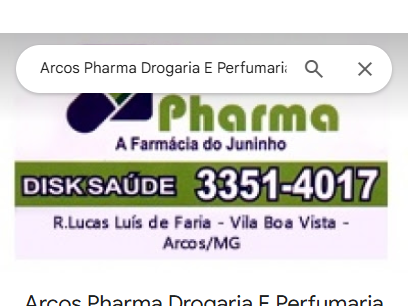 Arcos Pharma Drogaria E Perfumaria
Pharma
A Farmácia do Juninho
DISK SAÚDE 3351-4017
R.Lucas Luís de Faria - Vila Boa Vista -
Arcos/MG
Arcos Pharma Drogaria E Perfumaria